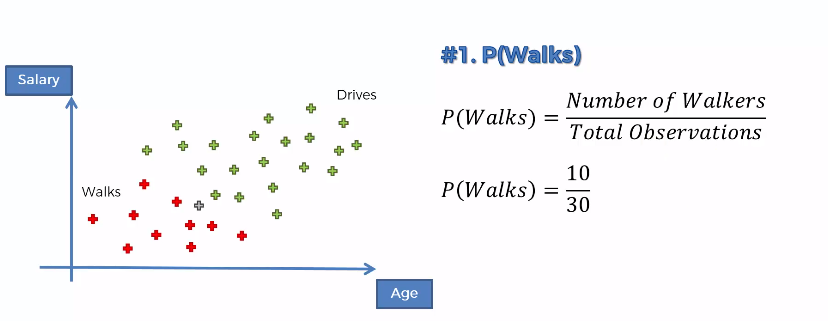 #1. P(Walks)
Salary
Drives
P(Walks) = Number of Walkers / Total Observations
Walks
P(Walks) = 10 / 30
Age